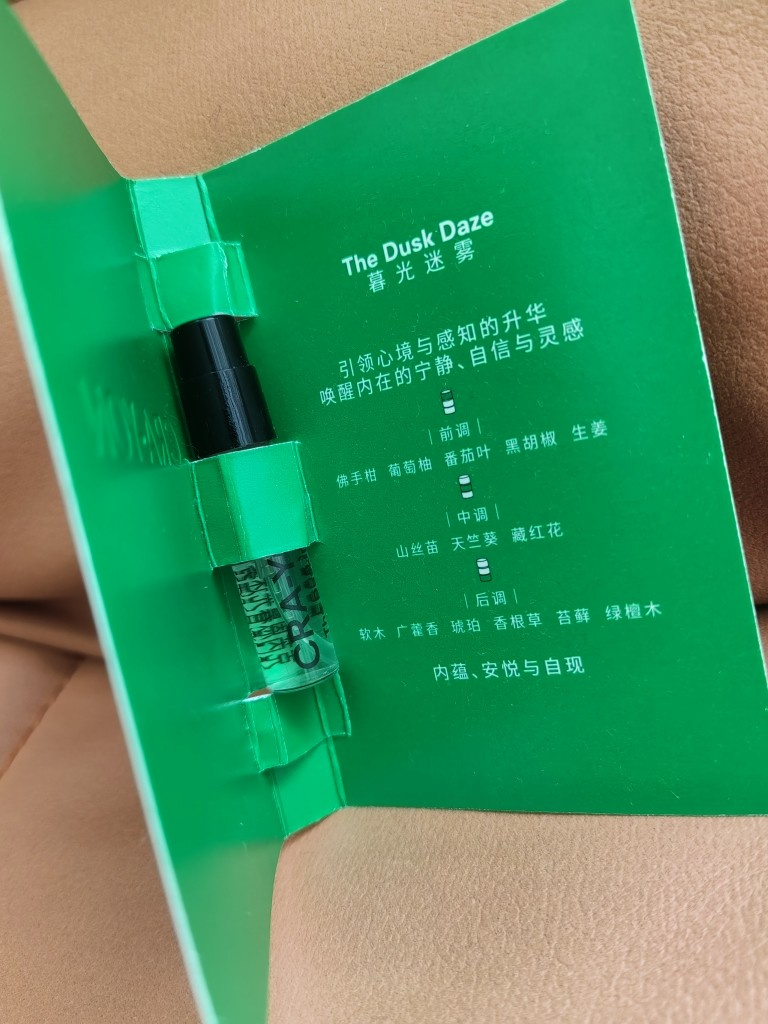 The Dusk Daze
暮光迷雾
引领心境与感知的升华
唤醒内在的宁静、自信与灵感
｜前调｜
佛手柑 葡萄柚 番茄叶 黑胡椒 生姜
｜中调｜
山丝苗 天竺葵 藏红花
｜后调｜
软木 广藿香 琥珀 香根草 苔藓 绿檀木
内蕴、安悦与自现
CRAY